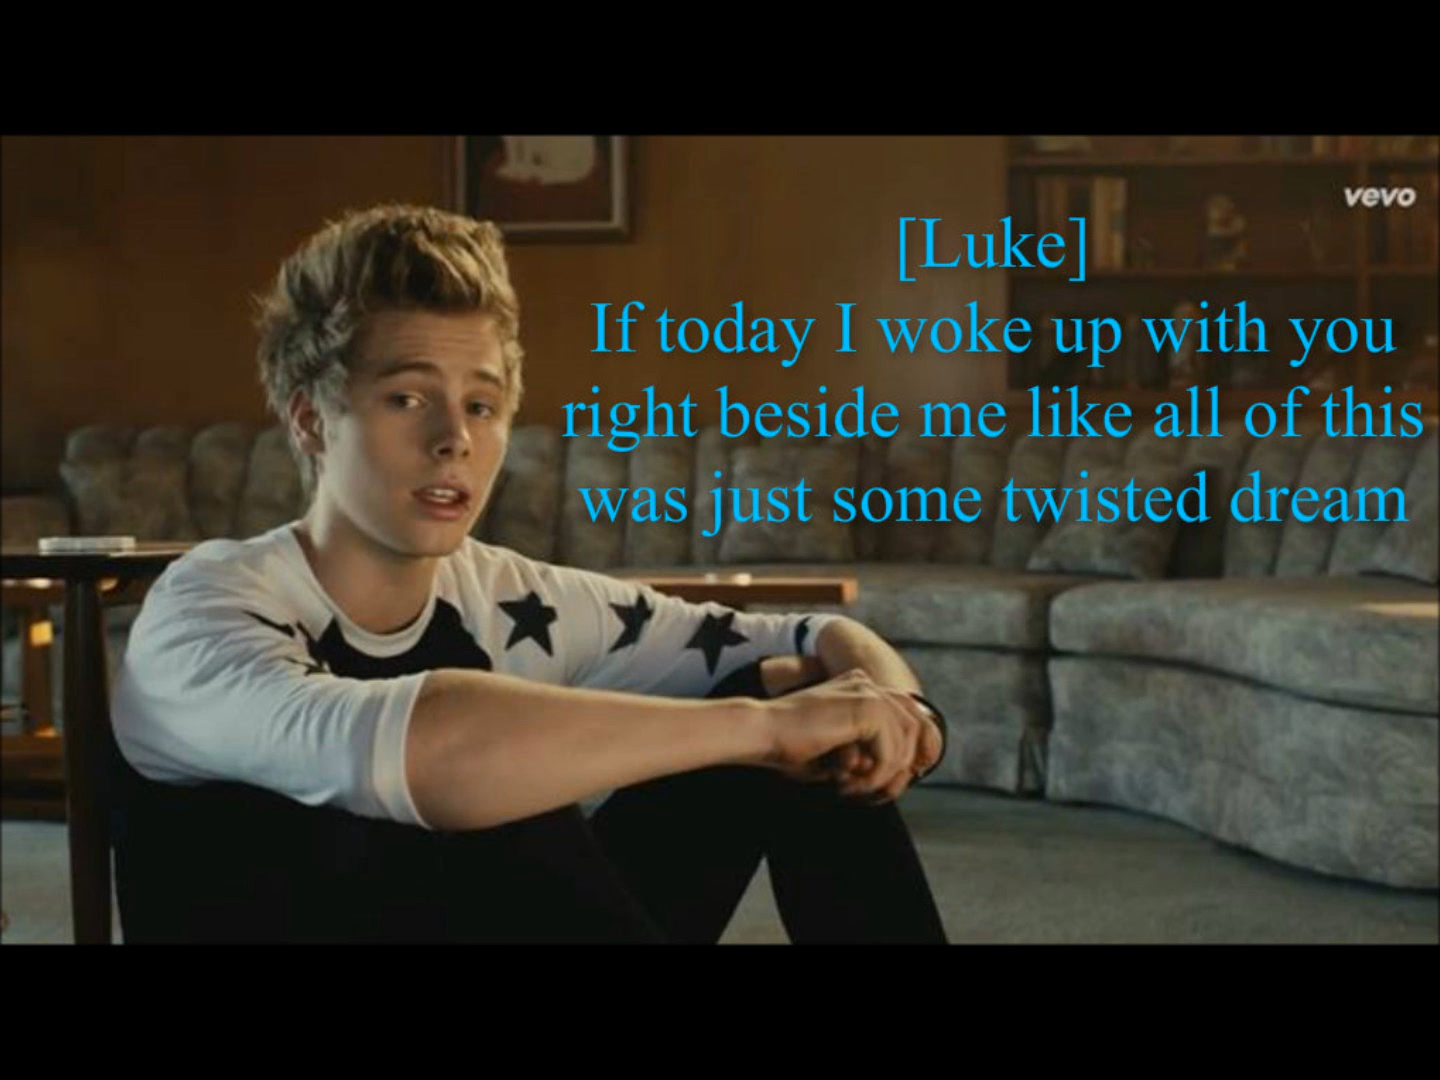 vevo
[Luke]
If today I woke up with you
right beside me like all of this
was just some twisted dream